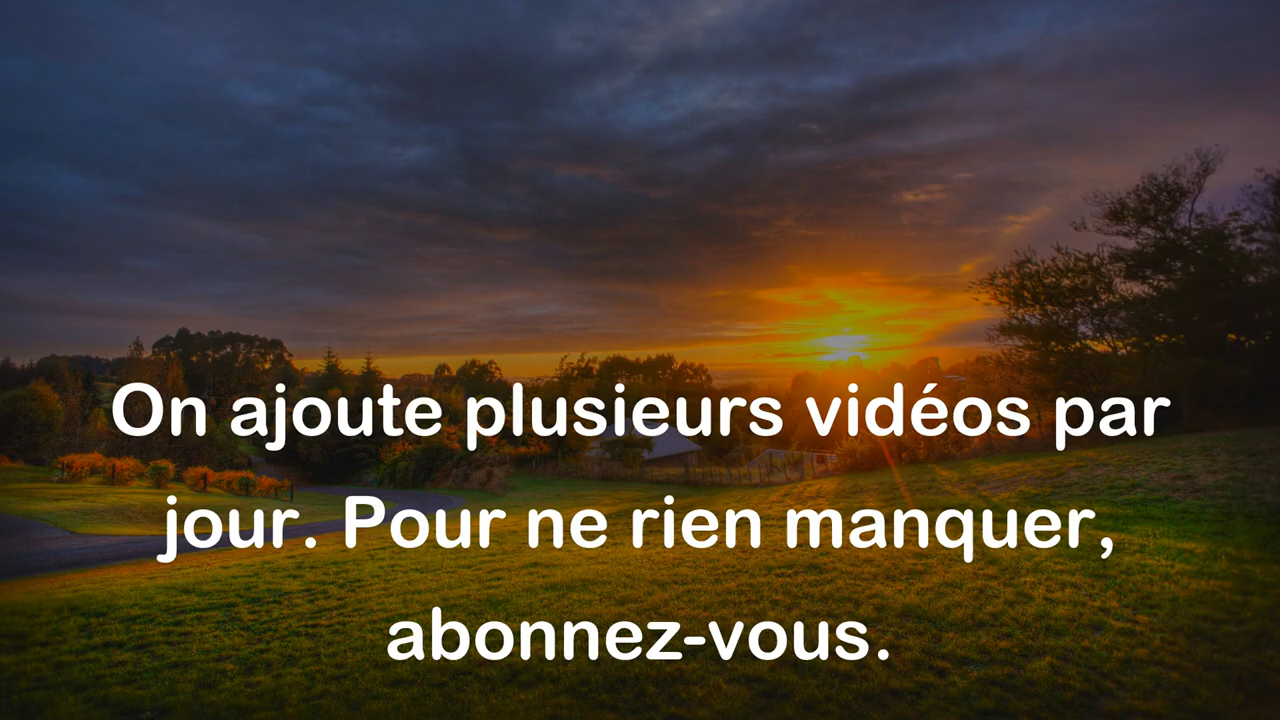 On ajoute plusieurs vidéos par
jour. Pour ne rien manquer,
abonnez-vous.